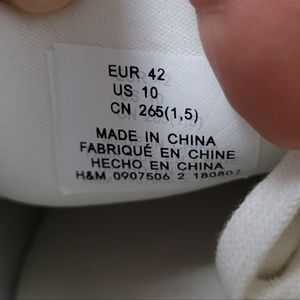 EUR 42
US 10
CN 265(1,5)
MADE IN CHINA
FABRIQUÉ EN CHINE
HECHO EN CHINA
H&M 0907506 2 180807